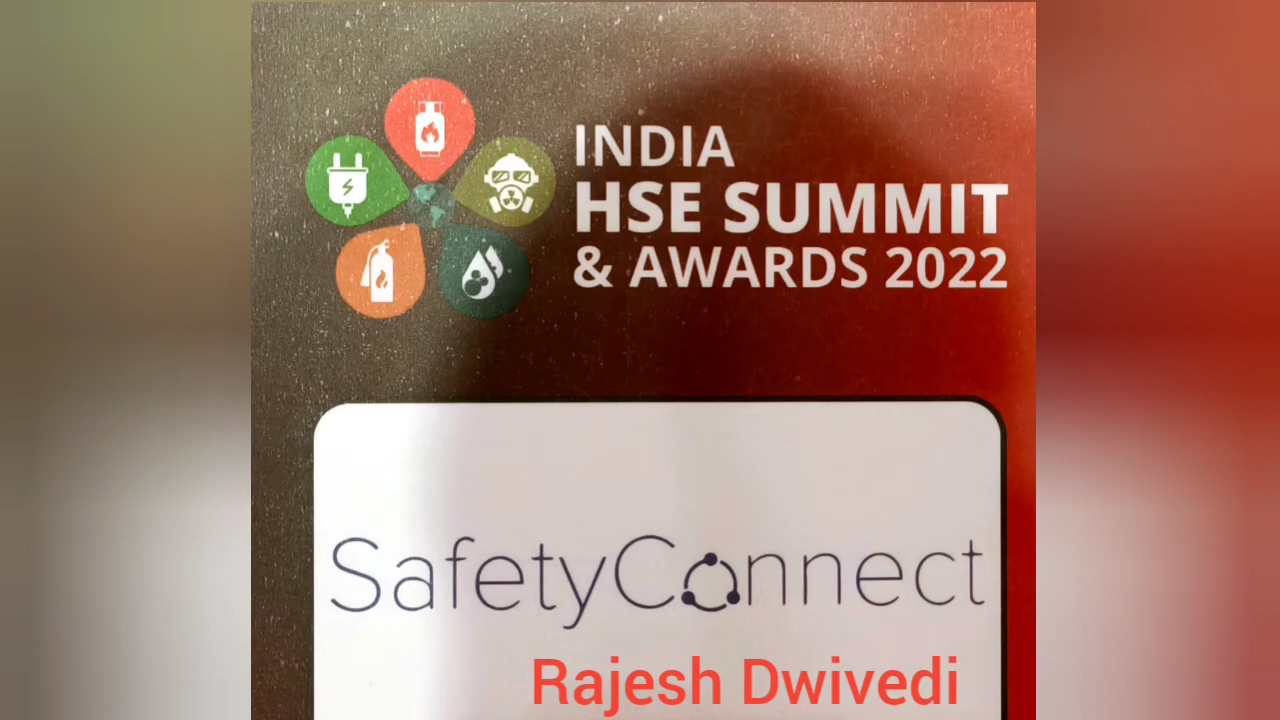 INDIA
HSE SUMMIT
& AWARDS 2022
SafetyConnect
Rajesh Dwivedi